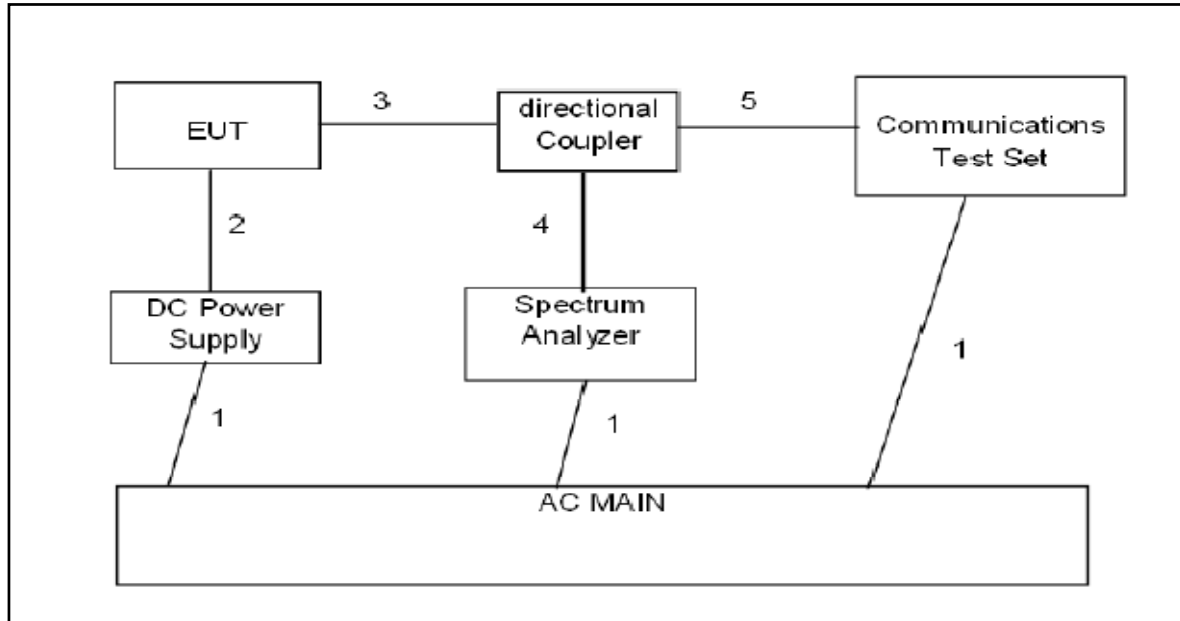 EUT
3
directional
Coupler
5
Communications
Test Set
2
4
DC Power
Supply
Spectrum
Analyzer
1
1
1
AC MAIN